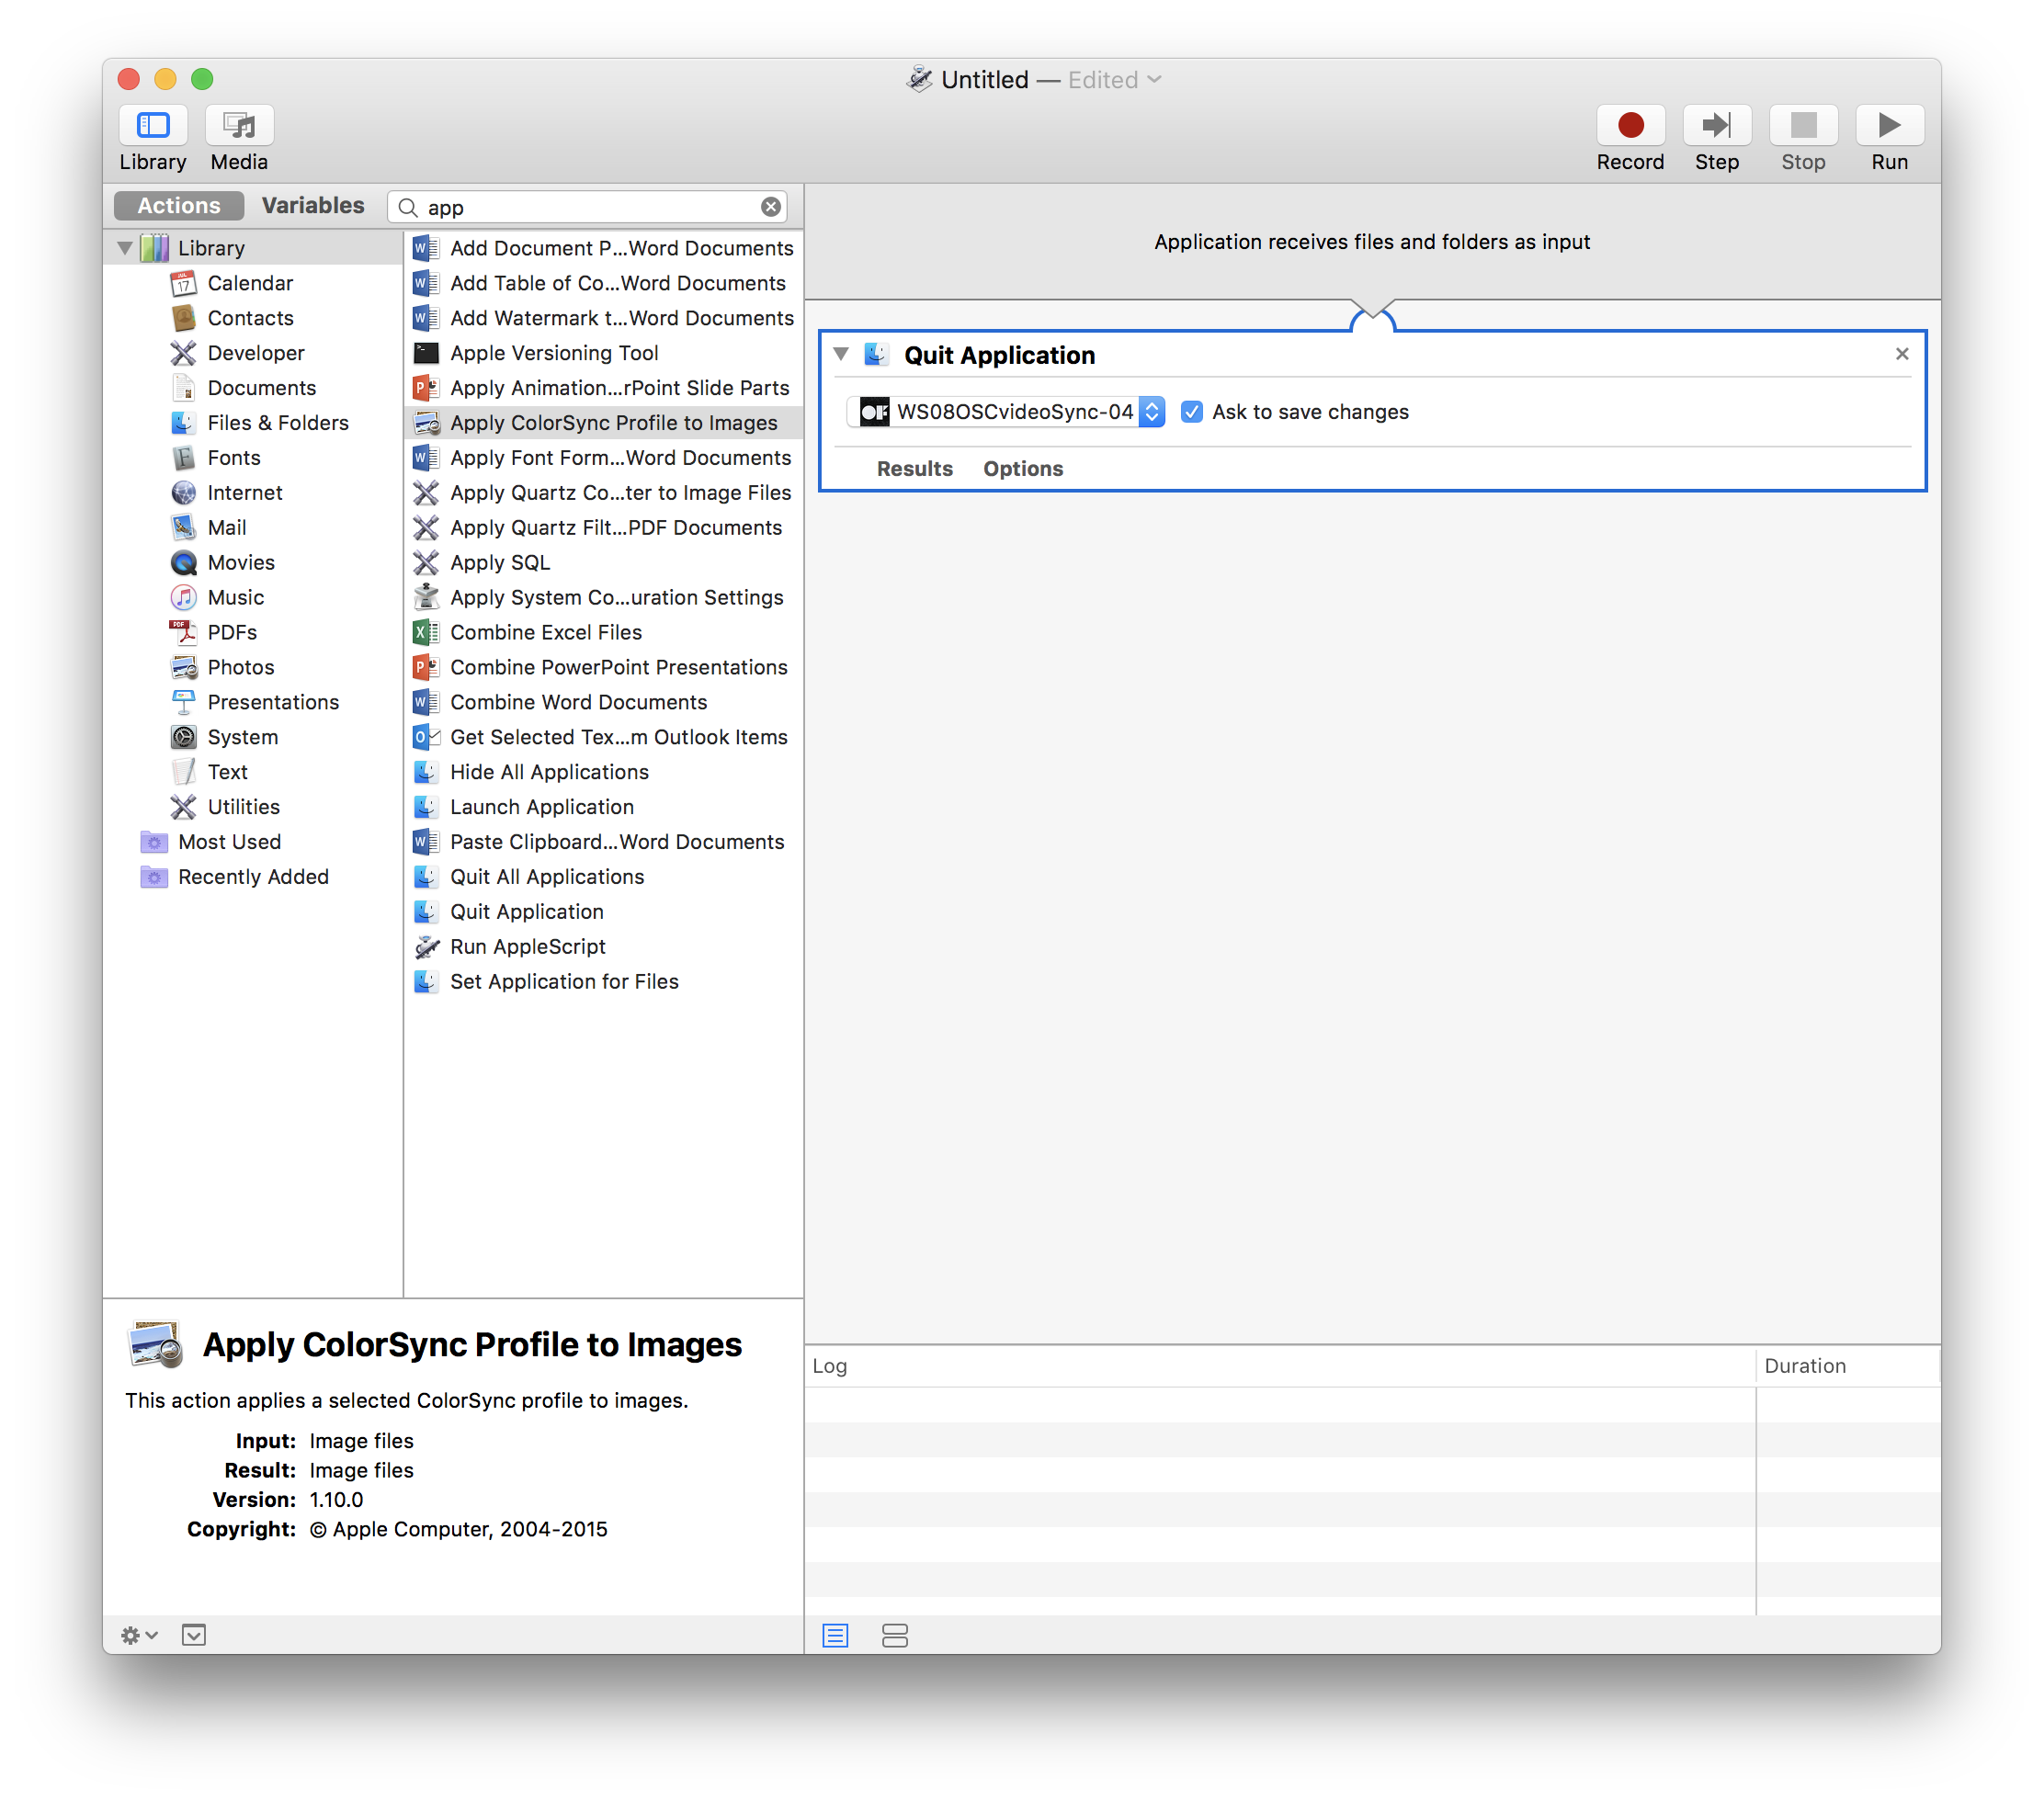 Untitled — Edited
Library
Media
Record
Step
Stop
Run
Actions
Variables
app
Library
Calendar
Contacts
Developer
Documents
Files & Folders
Fonts
Internet
Mail
Movies
Music
PDFs
Photos
Presentations
System
Text
Utilities
Most Used
Recently Added
Add Document P...Word Documents
Add Table of Co...Word Documents
Add Watermark t...Word Documents
Apple Versioning Tool
Apply Animation...rPoint Slide Parts
Apply ColorSync Profile to Images
Apply Font Form...Word Documents
Apply Quartz Co...ter to Image Files
Apply Quartz Filt...PDF Documents
Apply SQL
Apply System Co...uration Settings
Combine Excel Files
Combine PowerPoint Presentations
Combine Word Documents
Get Selected Tex...m Outlook Items
Hide All Applications
Launch Application
Paste Clipboard...Word Documents
Quit All Applications
Quit Application
Run AppleScript
Set Application for Files
Apply ColorSync Profile to Images
This action applies a selected ColorSync profile to images.
Input: Image files
Result: Image files
Version: 1.10.0
Copyright: © Apple Computer, 2004-2015
Application receives files and folders as input
Quit Application
WS08OSCvideoSync-04
Ask to save changes
Results Options
Log Duration